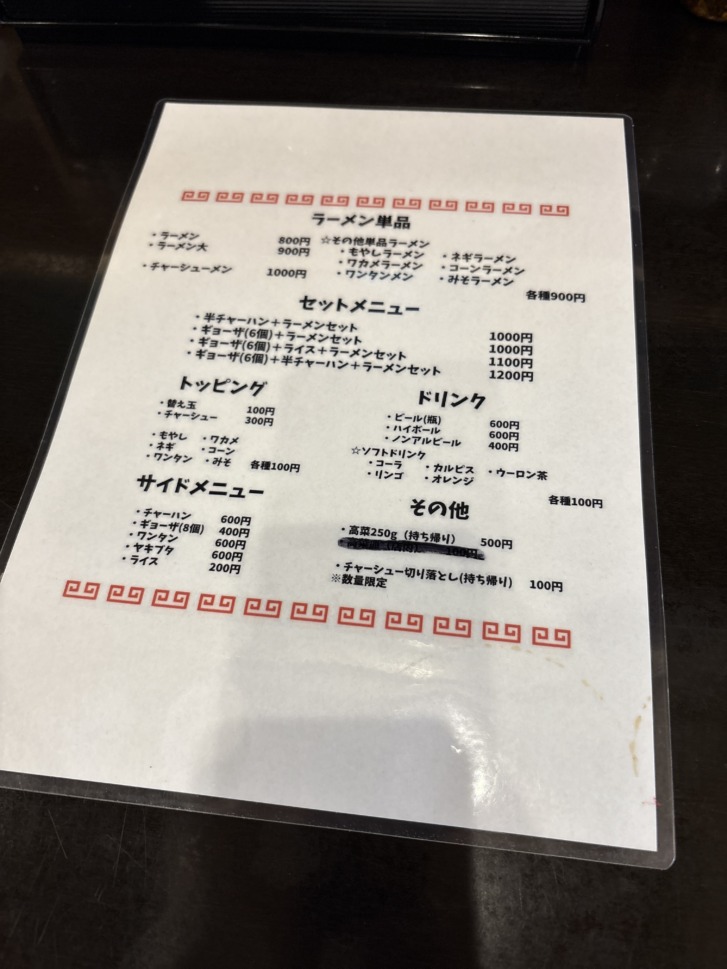 ラーメン単品
・ラーメン 800円
・ラーメン大 900円
・チャーシューメン 1000円
☆その他単品ラーメン
・もやしラーメン ・ネギラーメン
・ワカメラーメン ・コーンラーメン
・ワンタンメン ・みそラーメン
各種900円
セットメニュー
・半チャーハン＋ラーメンセット 1000円
・ギョーザ(6個)＋ラーメンセット 1000円
・ギョーザ(6個)＋ライス＋ラーメンセット 1100円
・ギョーザ(6個)＋半チャーハン＋ラーメンセット 1200円
トッピング
・替え玉 100円
・チャーシュー 300円
・もやし ・ワカメ
・ネギ ・コーン
・ワンタン ・みそ 各種100円
ドリンク
・ビール(瓶) 600円
・ハイボール 600円
・ノンアルビール 400円
☆ソフトドリンク
・コーラ ・カルピス ・ウーロン茶
・リンゴ ・オレンジ
各種100円
サイドメニュー
・チャーハン 600円
・ギョーザ(8個) 400円
・ワンタン 600円
・ヤキブタ 600円
・ライス 200円
その他
・高菜250g（持ち帰り） 500円
100円
・チャーシュー切り落とし(持ち帰り) 100円
※数量限定